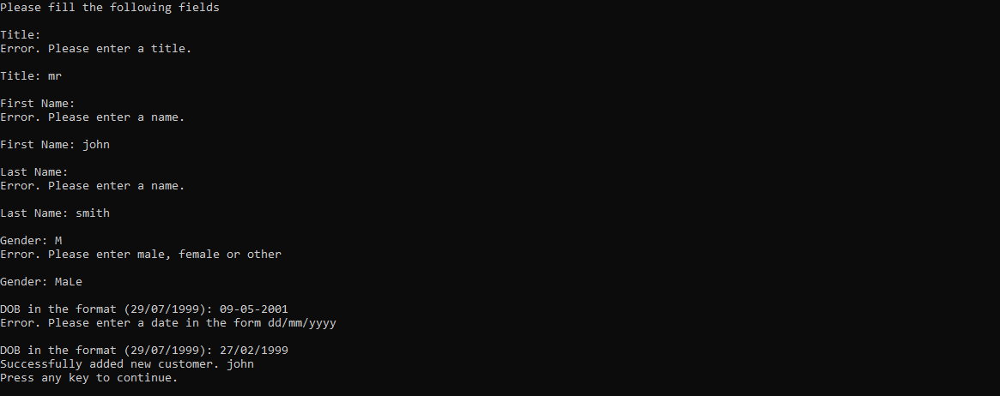 Please fill the following fields
Title:
Error. Please enter a title.
Title: mr
First Name:
Error. Please enter a name.
First Name: john
Last Name:
Error. Please enter a name.
Last Name: smith
Gender: M
Error. Please enter male, female or other
Gender: MaLe
DOB in the format (29/07/1999): 09-05-2001
Error. Please enter a date in the form dd/mm/yyyy
DOB in the format (29/07/1999): 27/02/1999
Successfully added new customer. john
Press any key to continue.